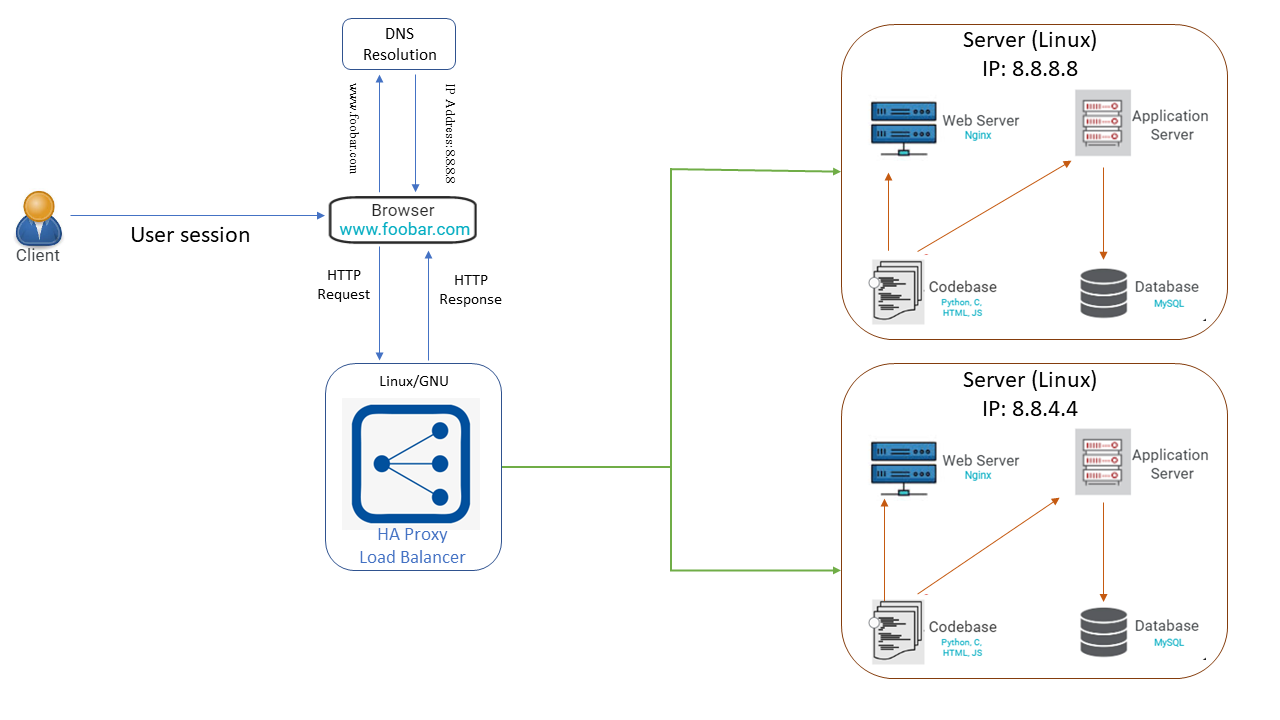 DNS
Resolution
www.foobar.com
IP Address: 8.8.8.8
Client
User session
Browser
www.foobar.com
HTTP
Request
HTTP
Response
Linux/GNU
HA Proxy
Load Balancer
Server (Linux)
IP: 8.8.8.8
Web Server
Nginx
Application
Server
Codebase
Python, C,
HTML, JS
Database
MySQL
Server (Linux)
IP: 8.8.4.4
Web Server
Nginx
Application
Server
Codebase
Python, C,
HTML, JS
Database
MySQL